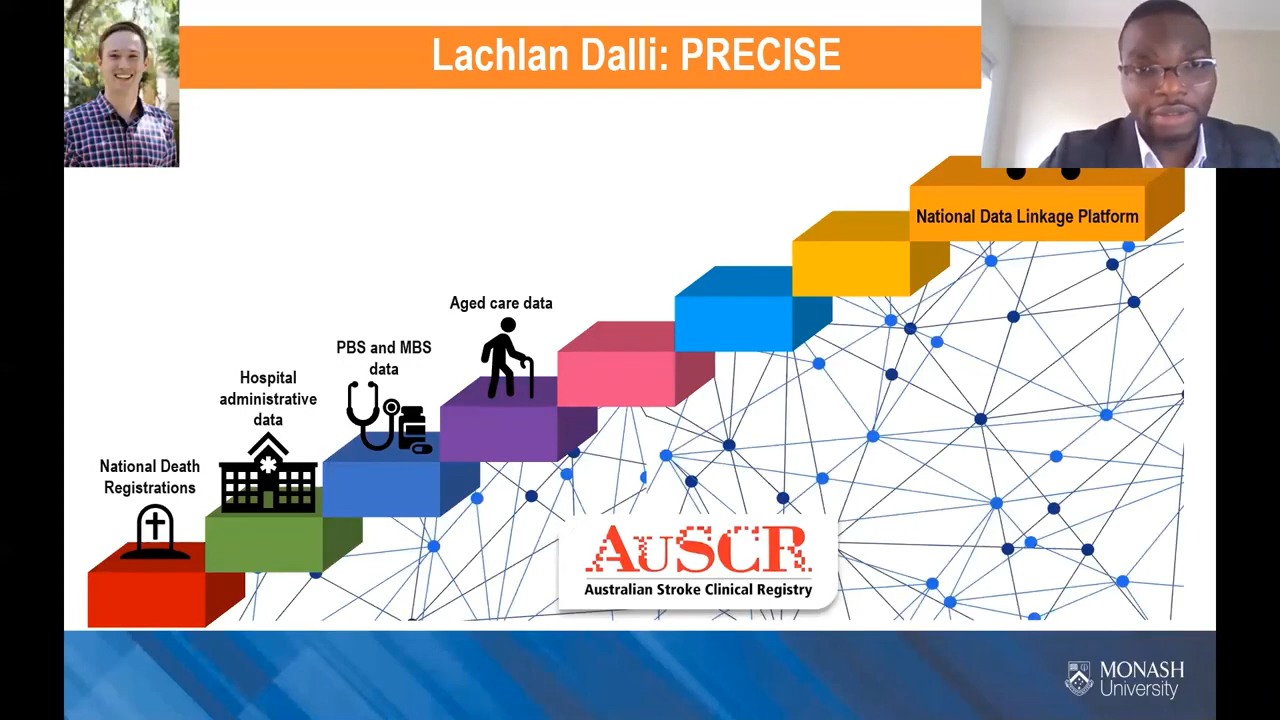 Lachlan Dalli: PRECISE
National Data Linkage Platform
Aged care data
PBS and MBS
data
Hospital
administrative
data
National Death
Registrations
AuSCR
Australian Stroke Clinical Registry
MONASH
University